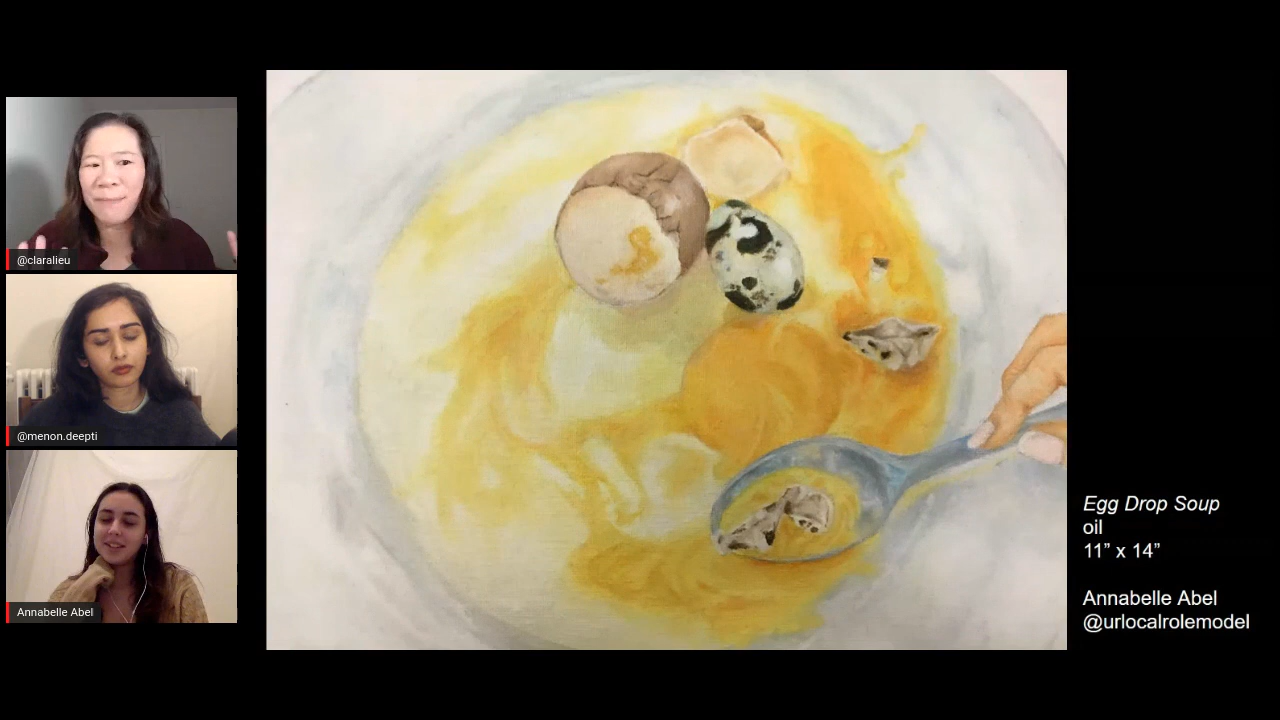 @claralieu
@menon.deepti
Annabelle Abel
Egg Drop Soup
oil
11” x 14”
Annabelle Abel
@urlocalrolemodel